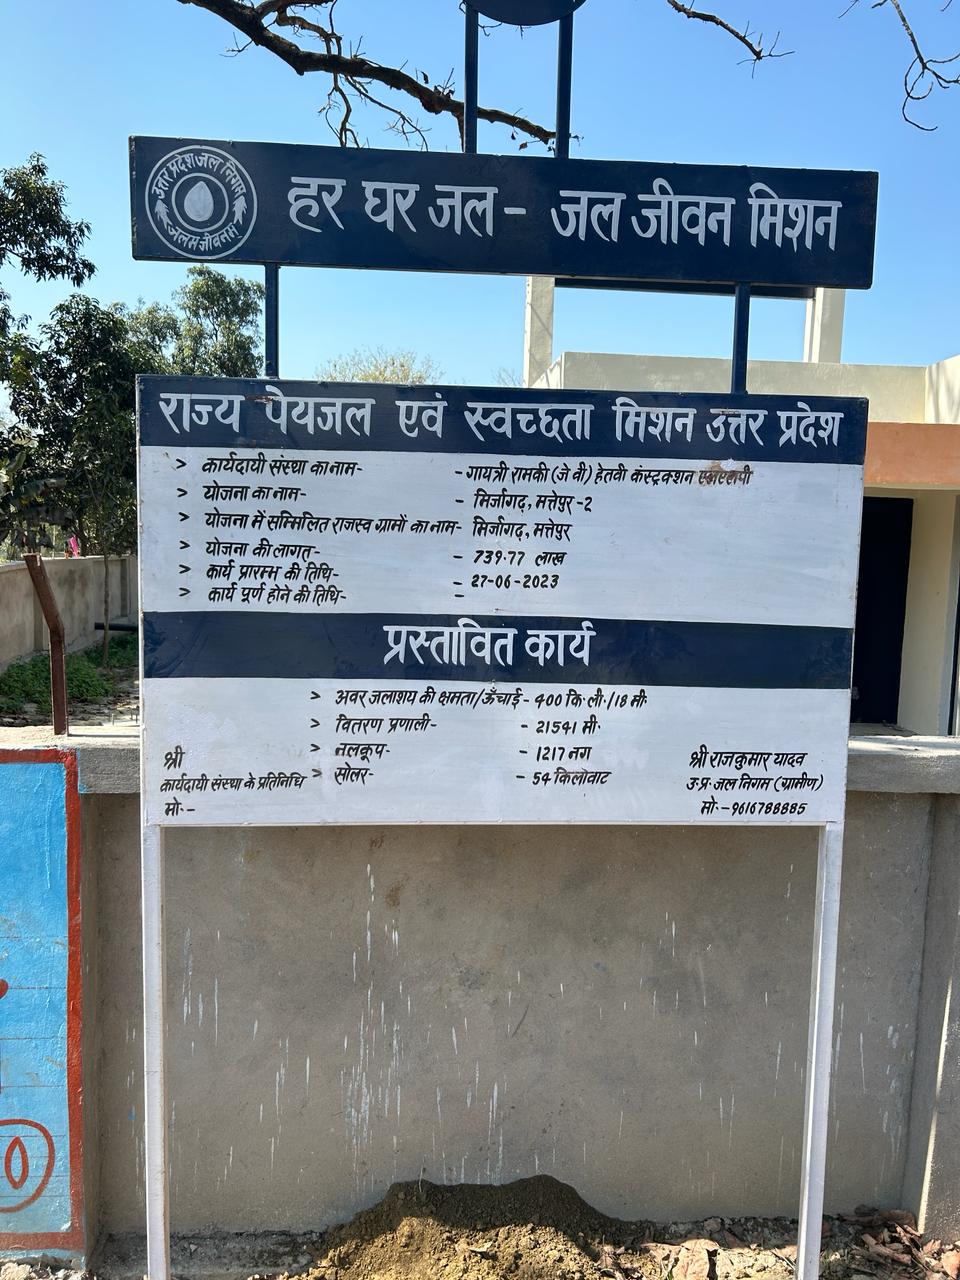 उत्तर प्रदेश जल निगम
जलमेव जीवनम
हर घर जल - जल जीवन मिशन
राज्य पेयजल एवं स्वच्छता मिशन उत्तर प्रदेश
> कार्यदायी संस्था का नाम- - गायत्री रामकी (जे वी) हेतवी कंस्ट्रक्शन एलएलपी
> योजना का नाम- - मिर्जागढ़, मत्तेपुर-2
> योजना में सम्मिलित राजस्व ग्रामों का नाम- मिर्जागढ़, मत्तेपुर
> योजना की लागत- - 739.77 लाख
> कार्य प्रारम्भ की तिथि- - 27-06-2023
> कार्य पूर्ण होने की तिथि- -
प्रस्तावित कार्य
> अवर जलाशय की क्षमता/ऊँचाई - 400 कि.ली./18 मी.
> वितरण प्रणाली- - 21541 मी.
> नलकूप- - 1217 नग
> सोलर- - 54 किलोवाट
श्री
कार्यदायी संस्था के प्रतिनिधि
मो.-
श्री राजकुमार यादव
उ.प्र. जल निगम (ग्रामीण)
मो.-9616788885